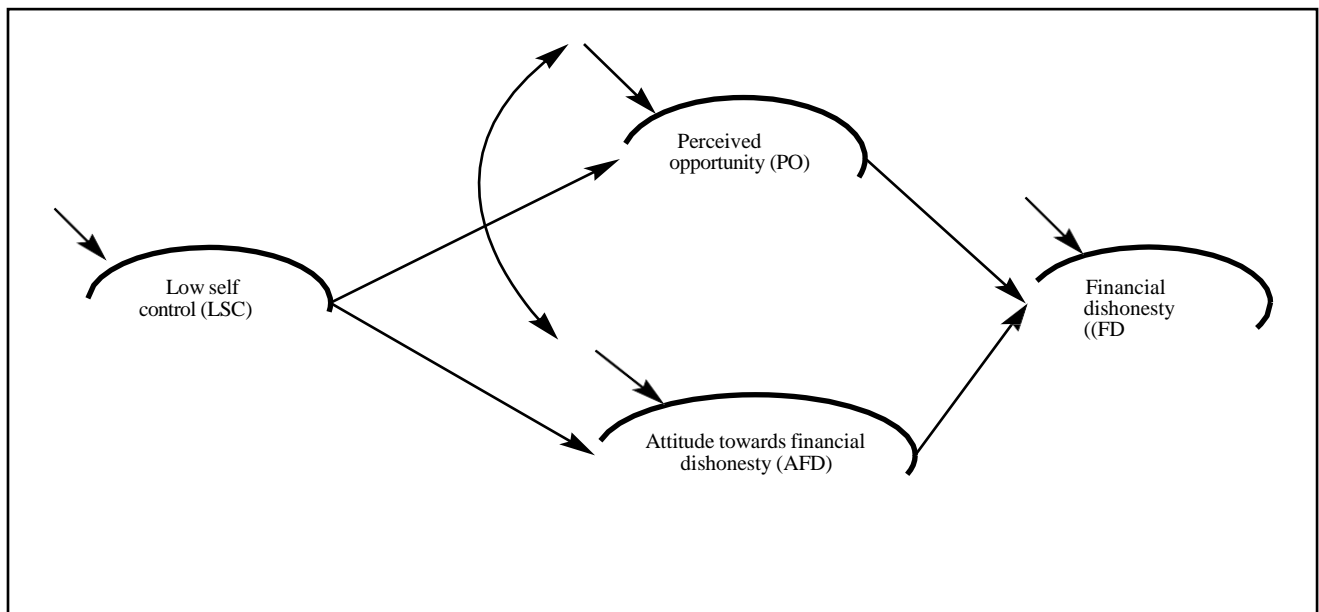 Perceived
opportunity (PO)
Low self
control (LSC)
Financial
dishonesty
((FD
Attitude towards financial
dishonesty (AFD)